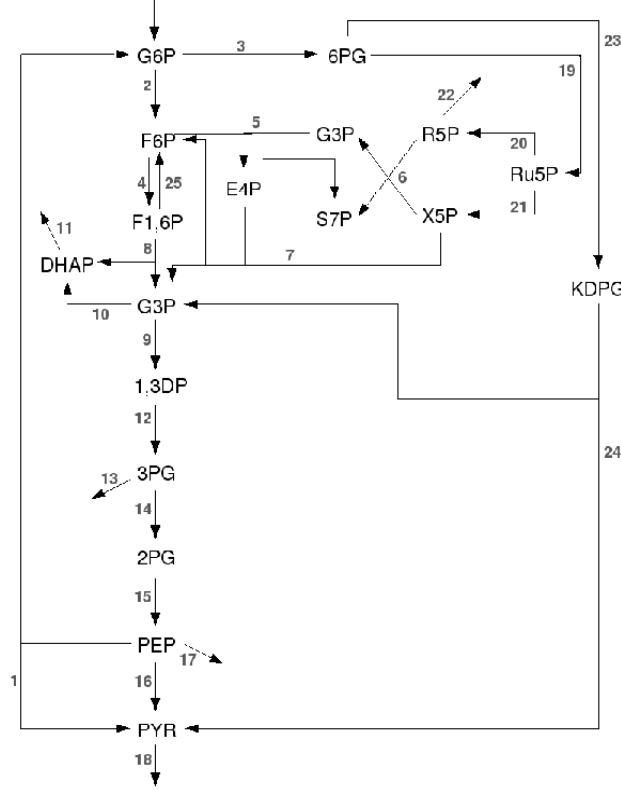 23
G6P 3 6PG
19
2
22
F6P 5 G3P R5P
20
4 25 E4P 6 Ru5P
F1,6P S7P X5P 21
11
8 7
DHAP
KDPG
10 G3P
9
1,3DP
12
24
3PG
13
14
2PG
15
PEP
17
1 16
PYR
18